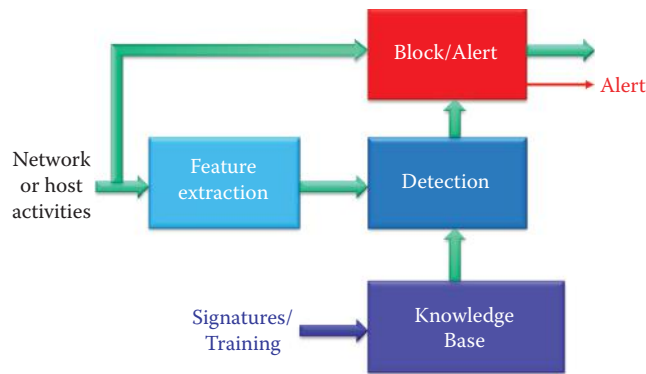 Block/Alert
Alert
Network
or host
activities
Feature
extraction
Detection
Signatures/
Training
Knowledge
Base